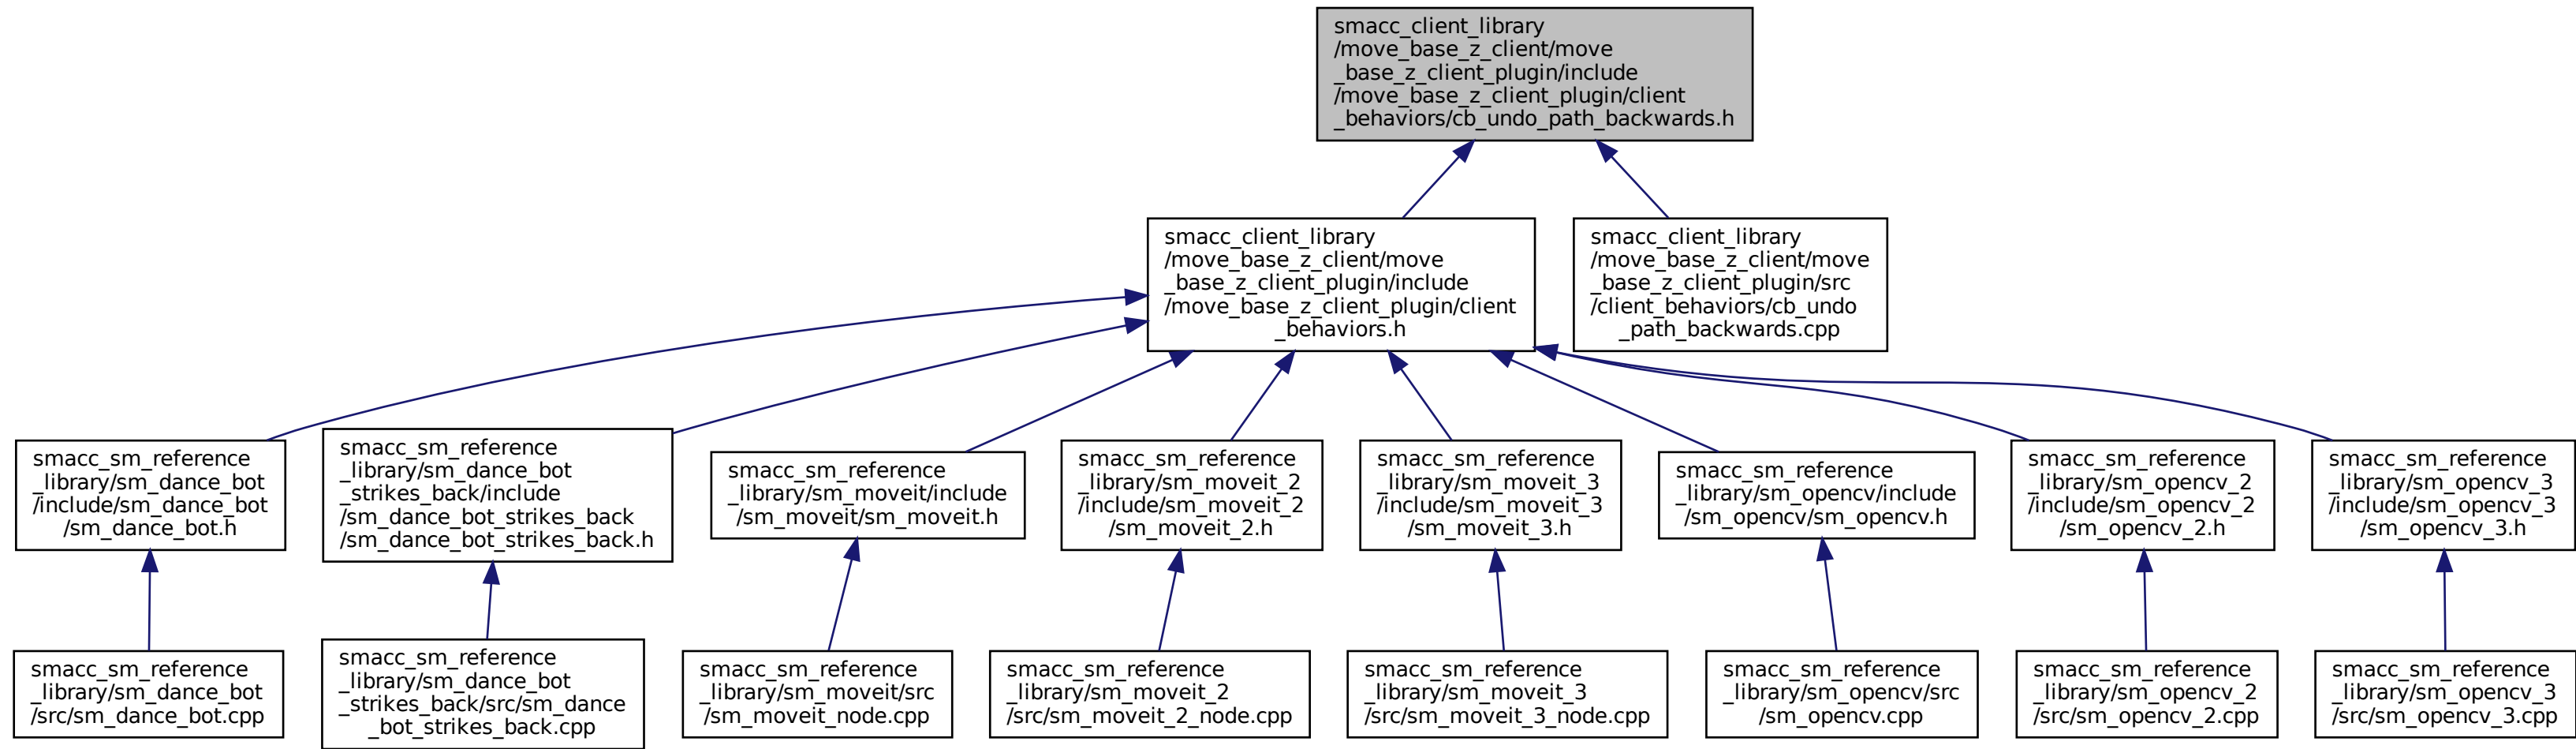 smacc_client_library
/move_base_z_client/move
_base_z_client_plugin/include
/move_base_z_client_plugin/client
_behaviors/cb_undo_path_backwards.h
smacc_client_library
/move_base_z_client/move
_base_z_client_plugin/include
/move_base_z_client_plugin/client
_behaviors.h
smacc_client_library
/move_base_z_client/move
_base_z_client_plugin/src
/client_behaviors/cb_undo
_path_backwards.cpp
smacc_sm_reference
_library/sm_dance_bot
/include/sm_dance_bot
/sm_dance_bot.h
smacc_sm_reference
_library/sm_dance_bot
_strikes_back/include
/sm_dance_bot_strikes_back
/sm_dance_bot_strikes_back.h
smacc_sm_reference
_library/sm_moveit/include
/sm_moveit/sm_moveit.h
smacc_sm_reference
_library/sm_moveit_2
/include/sm_moveit_2
/sm_moveit_2.h
smacc_sm_reference
_library/sm_moveit_3
/include/sm_moveit_3
/sm_moveit_3.h
smacc_sm_reference
_library/sm_opencv/include
/sm_opencv/sm_opencv.h
smacc_sm_reference
_library/sm_opencv_2
/include/sm_opencv_2
/sm_opencv_2.h
smacc_sm_reference
_library/sm_opencv_3
/include/sm_opencv_3
/sm_opencv_3.h
smacc_sm_reference
_library/sm_dance_bot
/src/sm_dance_bot.cpp
smacc_sm_reference
_library/sm_dance_bot
_strikes_back/src/sm_dance
_bot_strikes_back.cpp
smacc_sm_reference
_library/sm_moveit/src
/sm_moveit_node.cpp
smacc_sm_reference
_library/sm_moveit_2
/src/sm_moveit_2_node.cpp
smacc_sm_reference
_library/sm_moveit_3
/src/sm_moveit_3_node.cpp
smacc_sm_reference
_library/sm_opencv/src
/sm_opencv.cpp
smacc_sm_reference
_library/sm_opencv_2
/src/sm_opencv_2.cpp
smacc_sm_reference
_library/sm_opencv_3
/src/sm_opencv_3.cpp